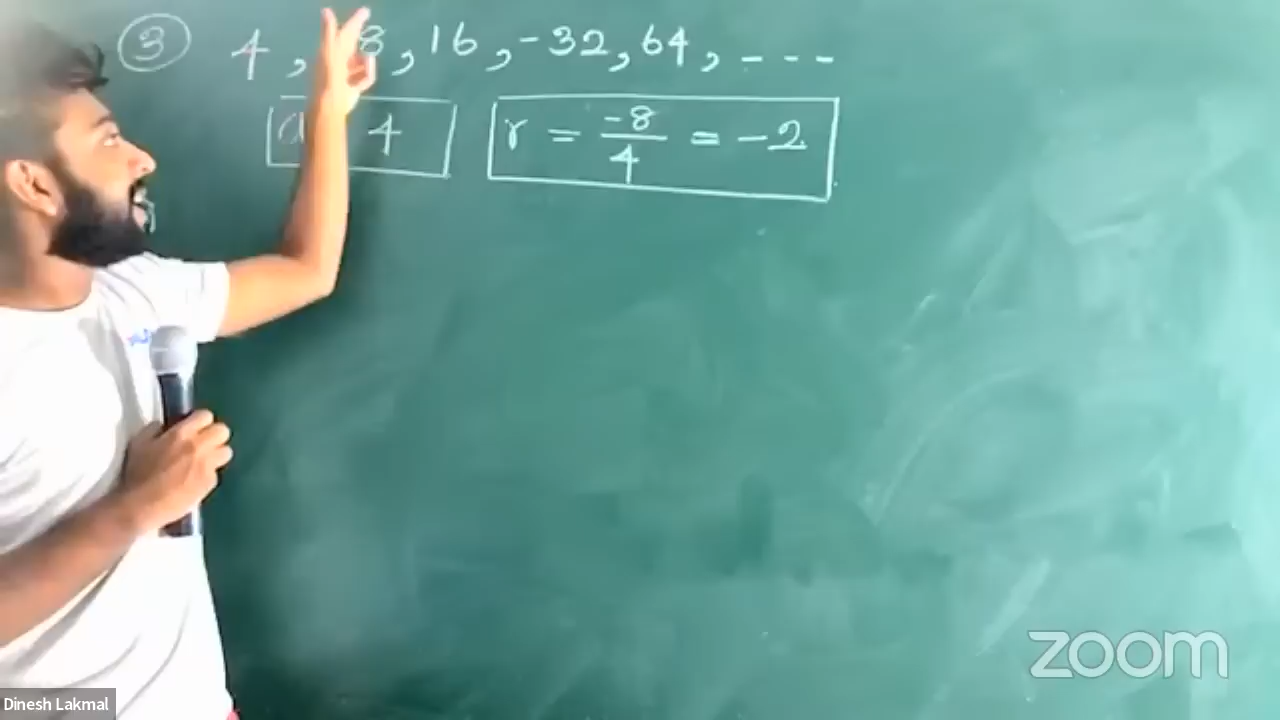 ③ 4, 8, 16, -32, 64, ---
4 r = -8/4 = -2
zoom
Dinesh Lakmal